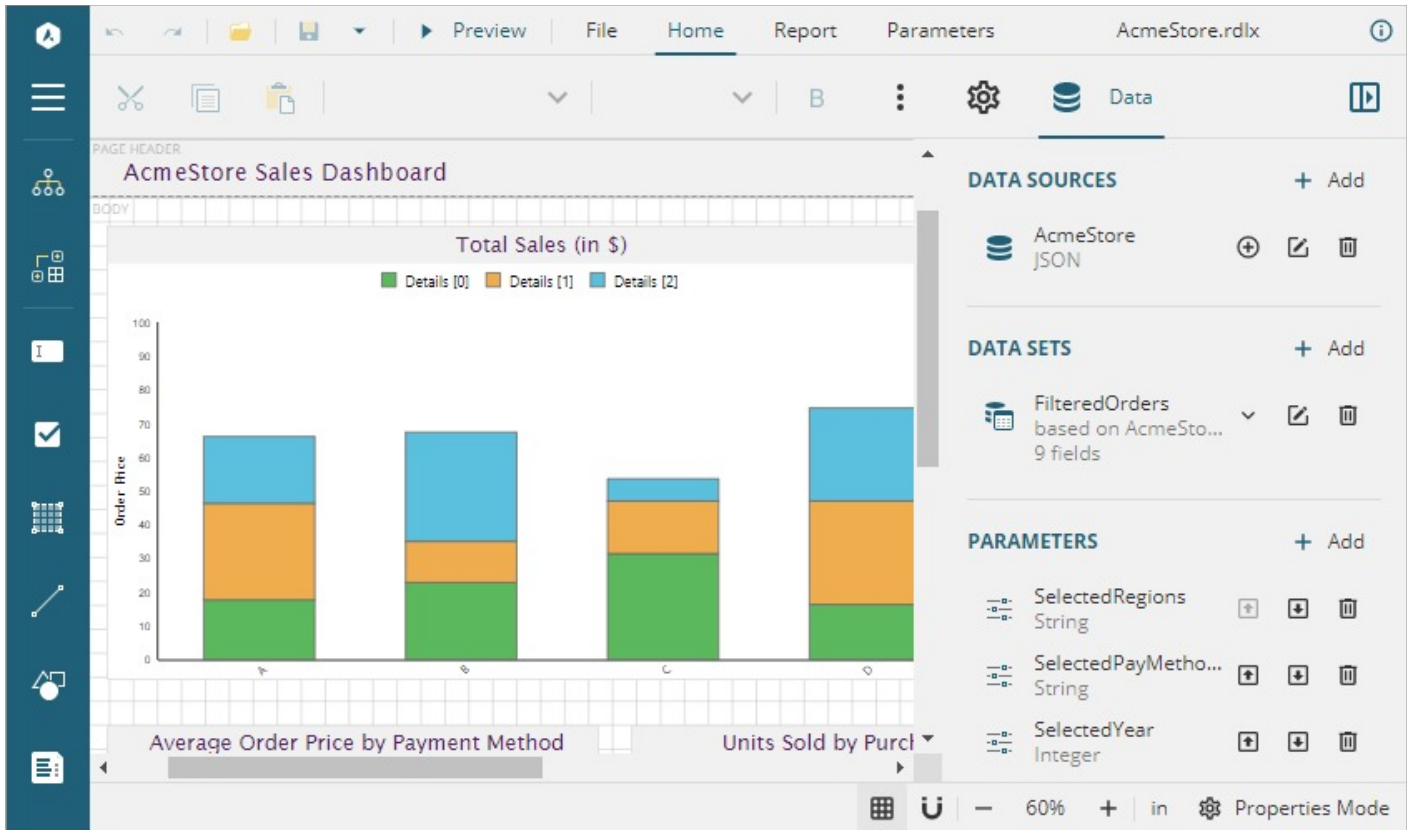 Preview File Home Report Parameters AcmeStore.rdlx
B Data
PAGE HEADER
AcmeStore Sales Dashboard
BODY
Total Sales (in $)
Details [0] Details [1] Details [2]
100
90
80
70
60
50
40
30
20
10
0
Order Price
A B C D
Average Order Price by Payment Method
Units Sold by Purch
DATA SOURCES + Add
AcmeStore
JSON
DATA SETS + Add
FilteredOrders
based on AcmeSto...
9 fields
PARAMETERS + Add
SelectedRegions
String
SelectedPayMetho...
String
SelectedYear
Integer
60% in Properties Mode